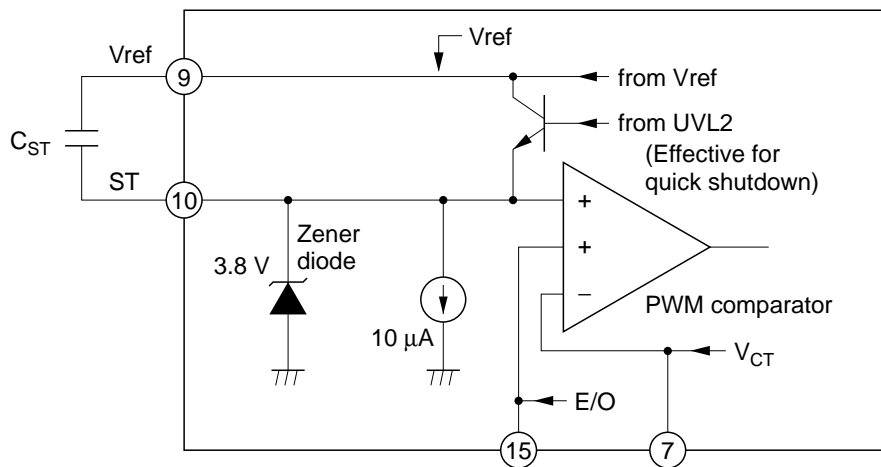 Vref
Vref
9
from Vref
from UVL2
(Effective for
quick shutdown)
CST
ST
10
Zener
diode
3.8 V
10 μA
+
+
−
PWM comparator
VCT
E/O
15
7